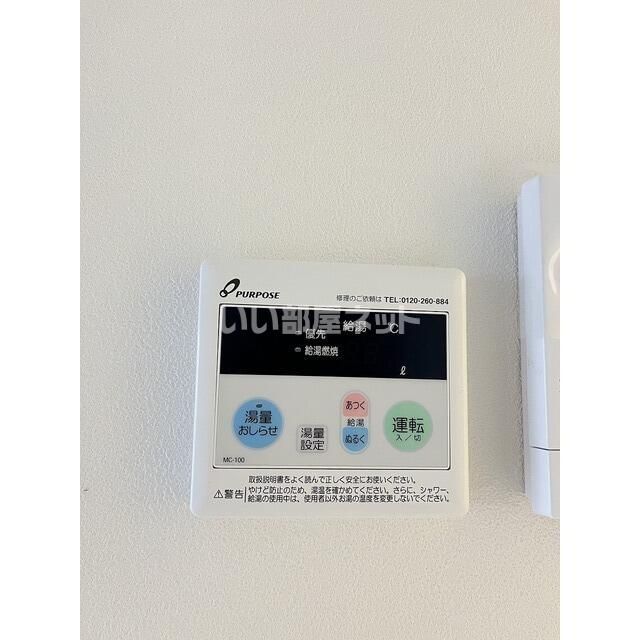 PURPOSE
修理のご依頼は TEL:0120-260-884
いい部屋ネット
優先 給湯 ℃
給湯燃焼
ℓ
湯量
おしらせ
湯量
設定
あつく
給湯
ぬるく
運転
入/切
MC-100
取扱説明書をよく読んで正しく安全にお使いください。
⚠警告 やけど防止のため、湯温を確かめてください。さらに、シャワー、
給湯の使用中は、使用者以外お湯の温度を変更しないでください。